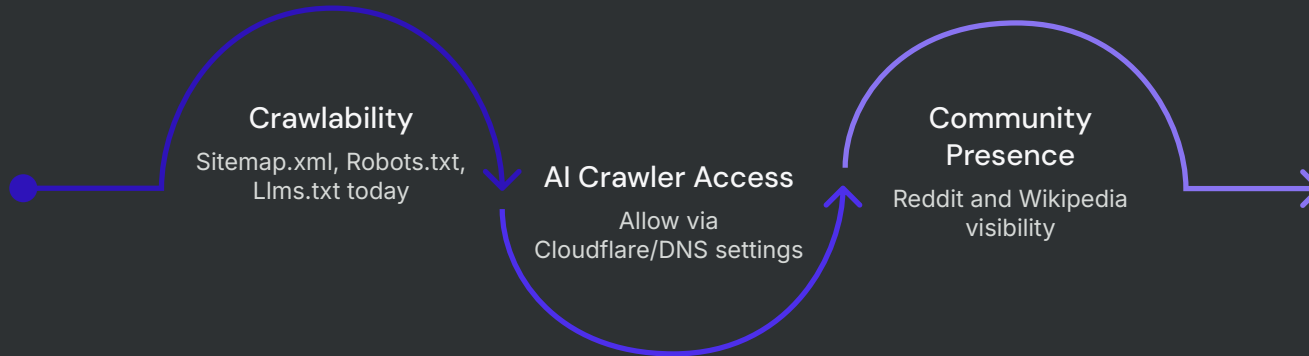 Crawlability
Sitemap.xml, Robots.txt,
Llms.txt today
AI Crawler Access
Allow via
Cloudflare/DNS settings
Community
Presence
Reddit and Wikipedia
visibility